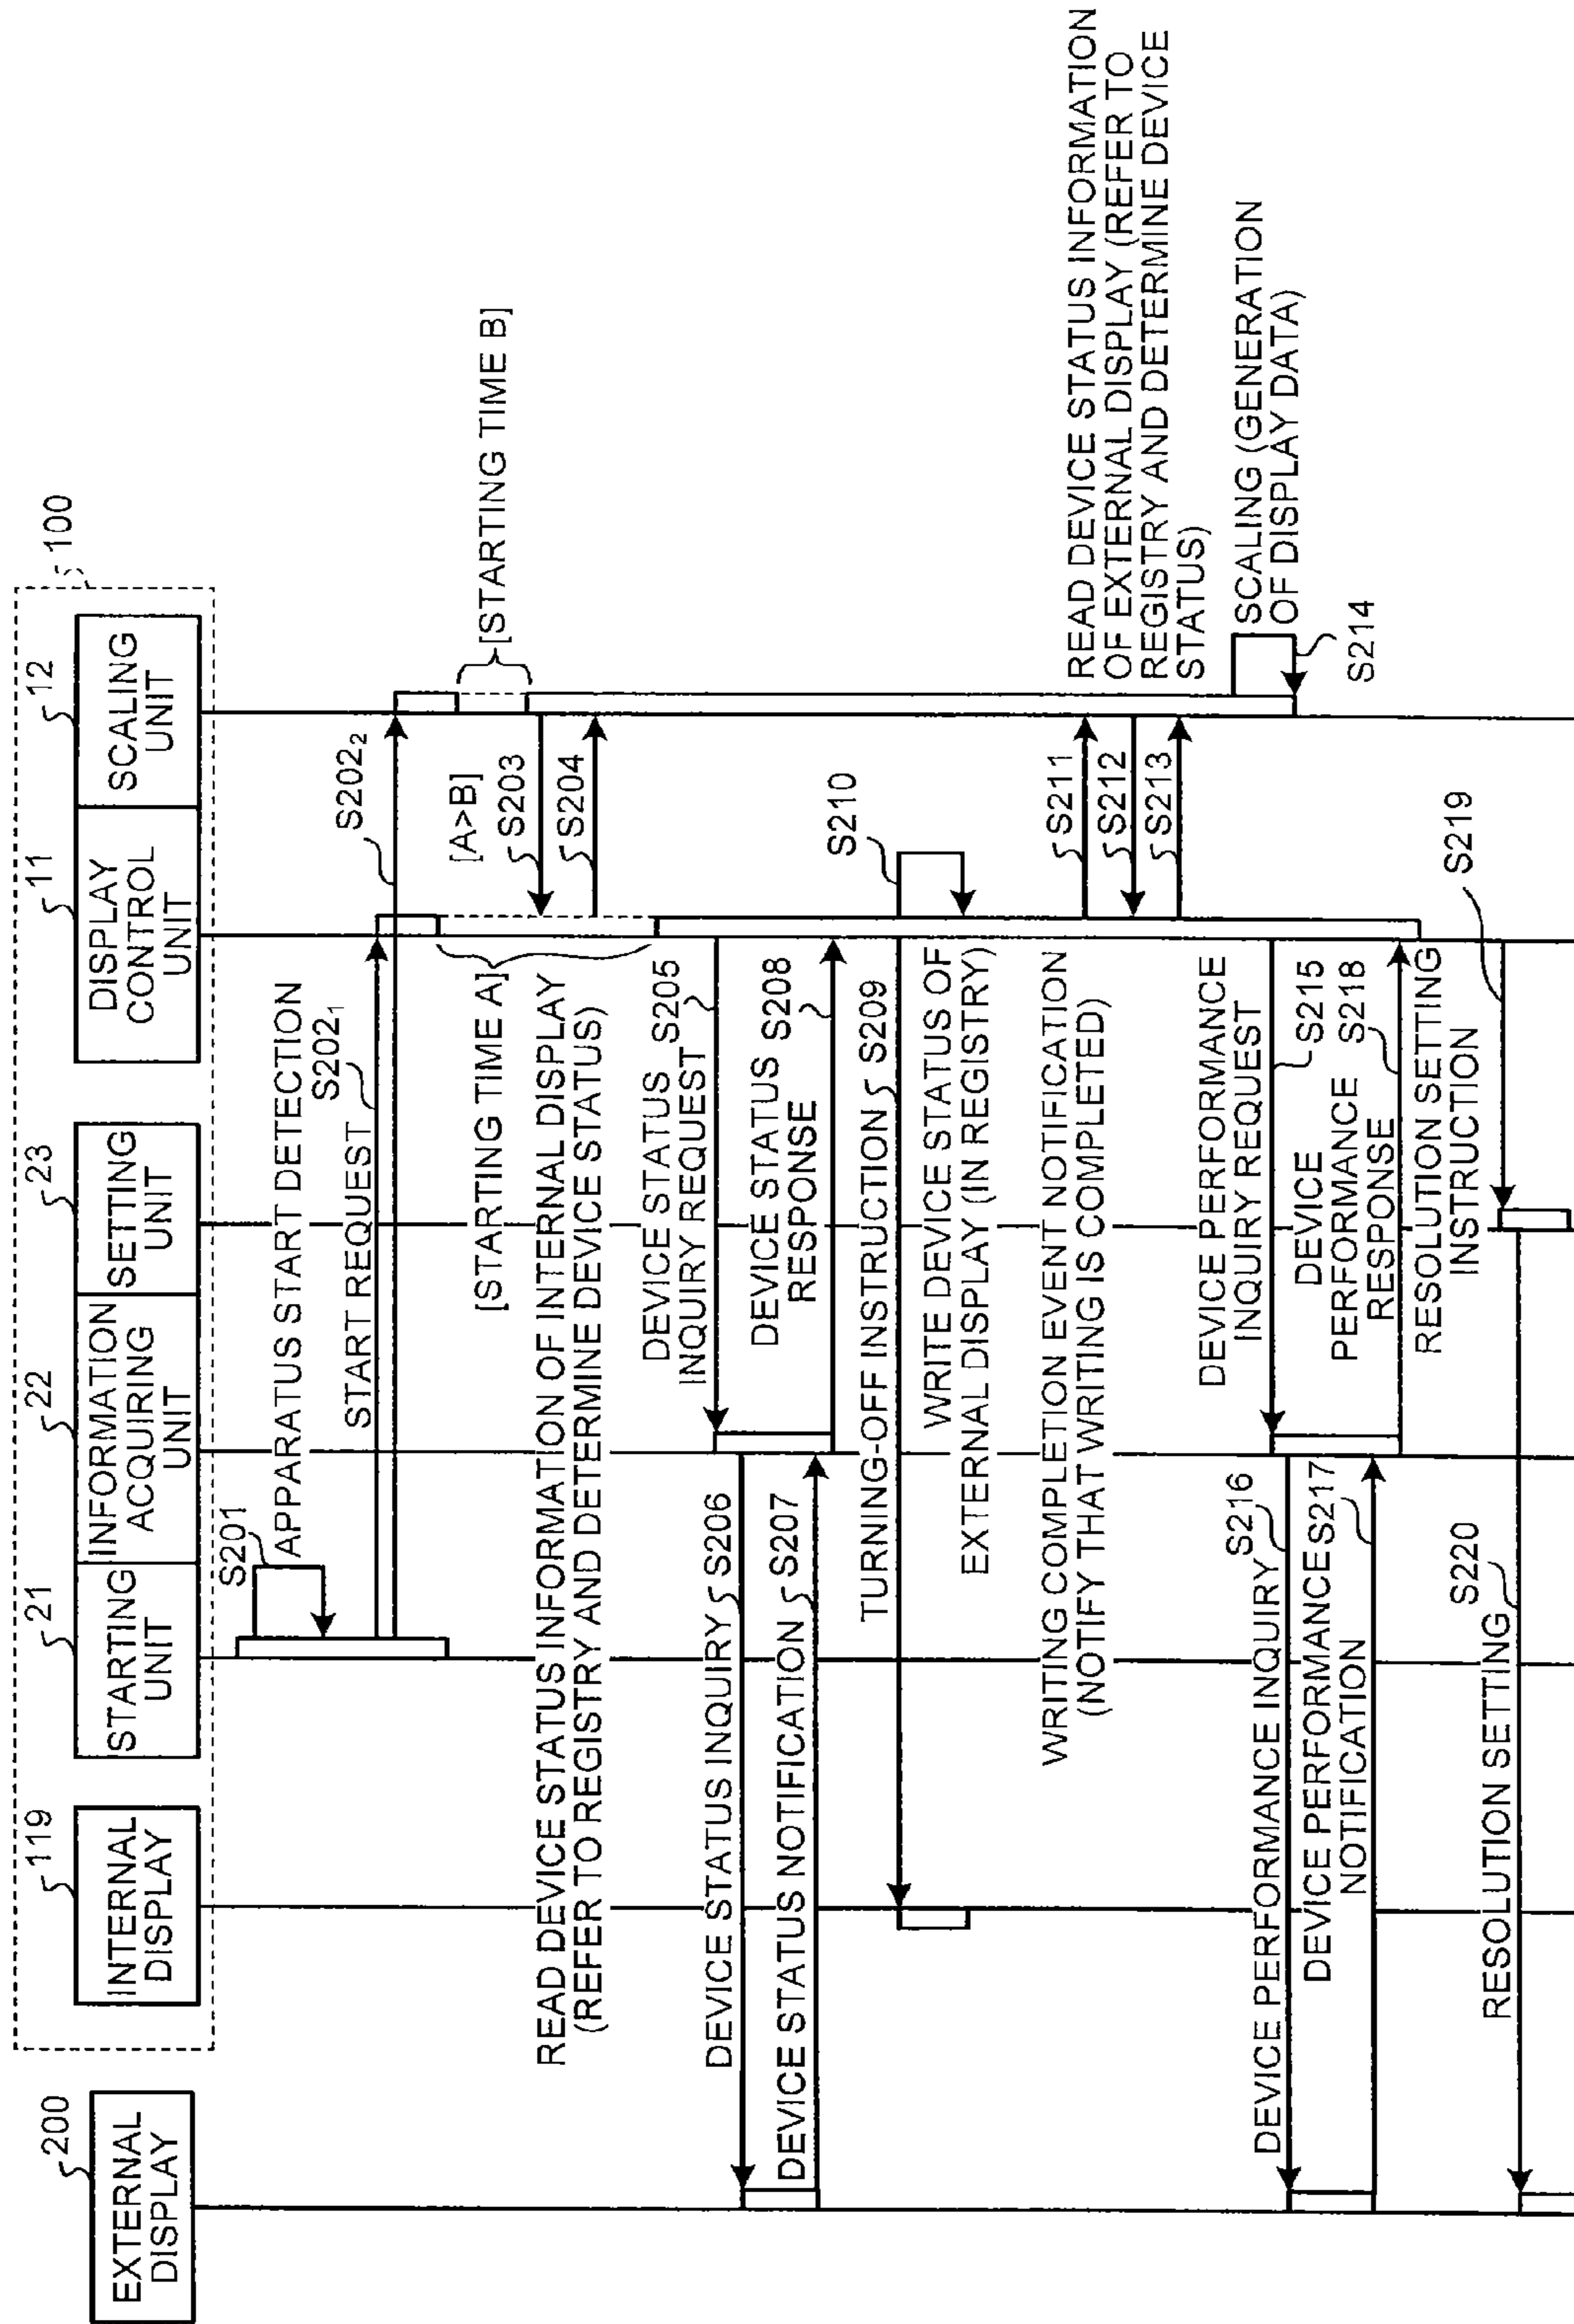 200
EXTERNAL
DISPLAY
100
119
INTERNAL
DISPLAY
21
STARTING
UNIT
22
INFORMATION
ACQUIRING
UNIT
23
SETTING
UNIT
11
DISPLAY
CONTROL
UNIT
12
SCALING
UNIT
S201
APPARATUS START DETECTION
START REQUEST
S202₁
S202₂
[STARTING TIME A]
[STARTING TIME B]
[A>B]
S203
S204
READ DEVICE STATUS INFORMATION OF INTERNAL DISPLAY
(REFER TO REGISTRY AND DETERMINE DEVICE STATUS)
DEVICE STATUS
INQUIRY REQUEST
S205
DEVICE STATUS INQUIRY
S206
DEVICE STATUS NOTIFICATION
S207
DEVICE STATUS
RESPONSE
S208
TURNING-OFF INSTRUCTION
S209
S210
WRITE DEVICE STATUS OF
EXTERNAL DISPLAY (IN REGISTRY)
WRITING COMPLETION EVENT NOTIFICATION
(NOTIFY THAT WRITING IS COMPLETED)
S211
S212
S213
READ DEVICE STATUS INFORMATION
OF EXTERNAL DISPLAY (REFER TO
REGISTRY AND DETERMINE DEVICE
STATUS)
SCALING (GENERATION
OF DISPLAY DATA)
S214
DEVICE PERFORMANCE
INQUIRY REQUEST
S215
DEVICE PERFORMANCE INQUIRY
S216
DEVICE PERFORMANCE
NOTIFICATION
S217
DEVICE
PERFORMANCE
RESPONSE
S218
RESOLUTION SETTING
INSTRUCTION
S219
RESOLUTION SETTING
S220